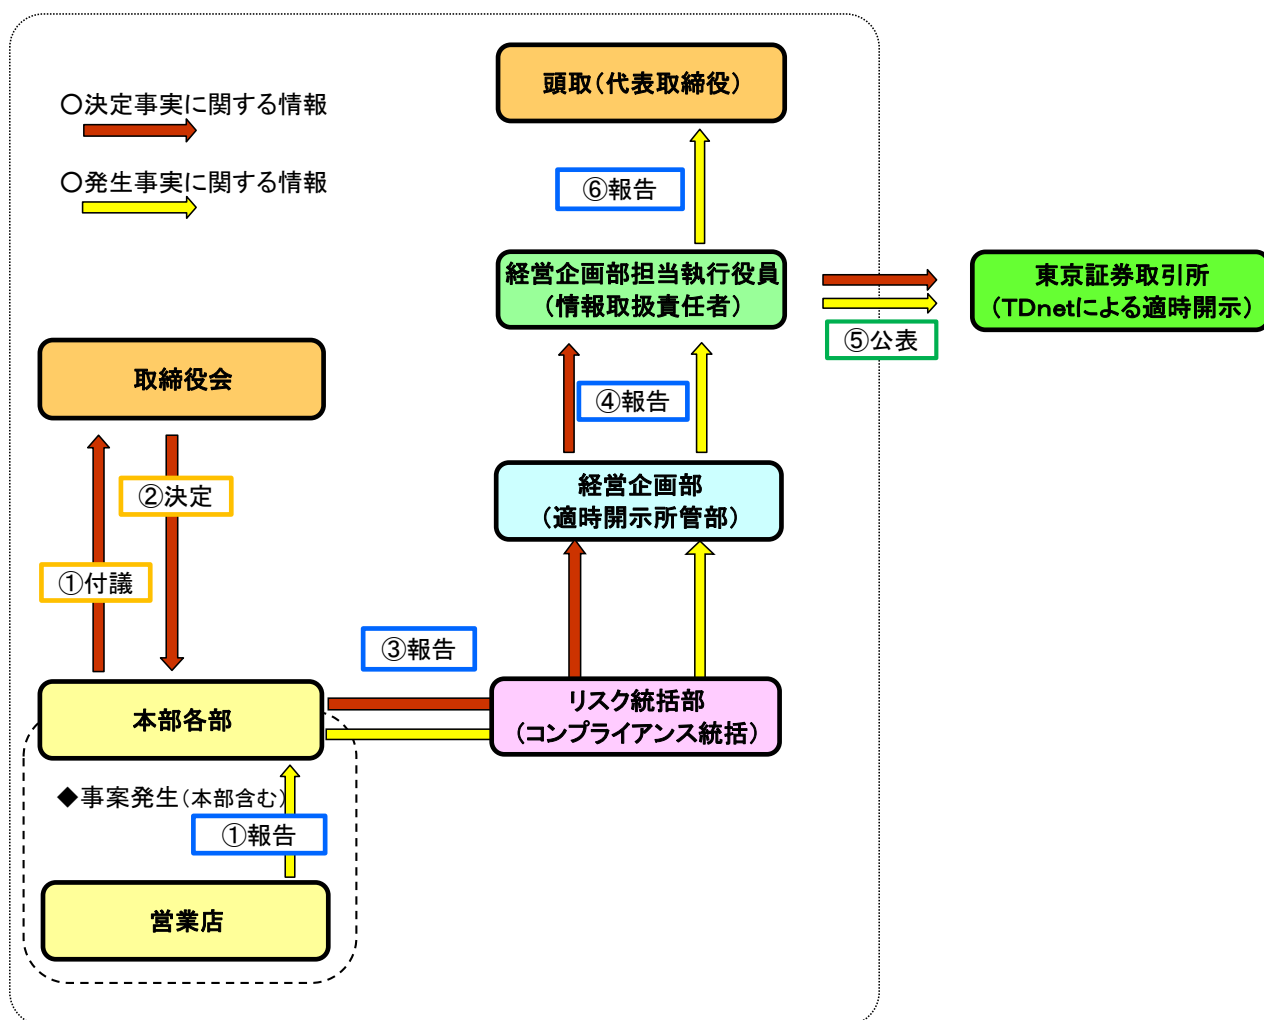 頭取(代表取締役)
〇決定事実に関する情報
〇発生事実に関する情報
⑥報告
経営企画部担当執行役員
(情報取扱責任者)
東京証券取引所
(TDnetによる適時開示)
⑤公表
取締役会
④報告
②決定
経営企画部
(適時開示所管部)
①付議
③報告
本部各部
リスク統括部
(コンプライアンス統括)
◆事案発生(本部含む)
①報告
営業店